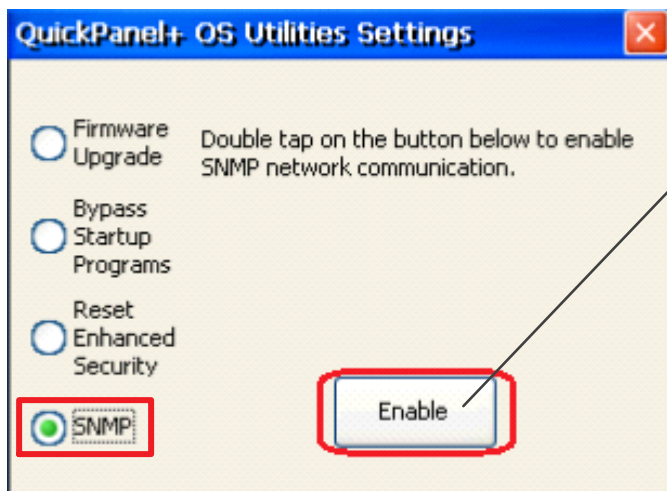 QuickPanel+ OS Utilities Settings
Firmware
Upgrade
Double tap on the button below to enable
SNMP network communication.
Bypass
Startup
Programs
Reset
Enhanced
Security
SNMP
Enable